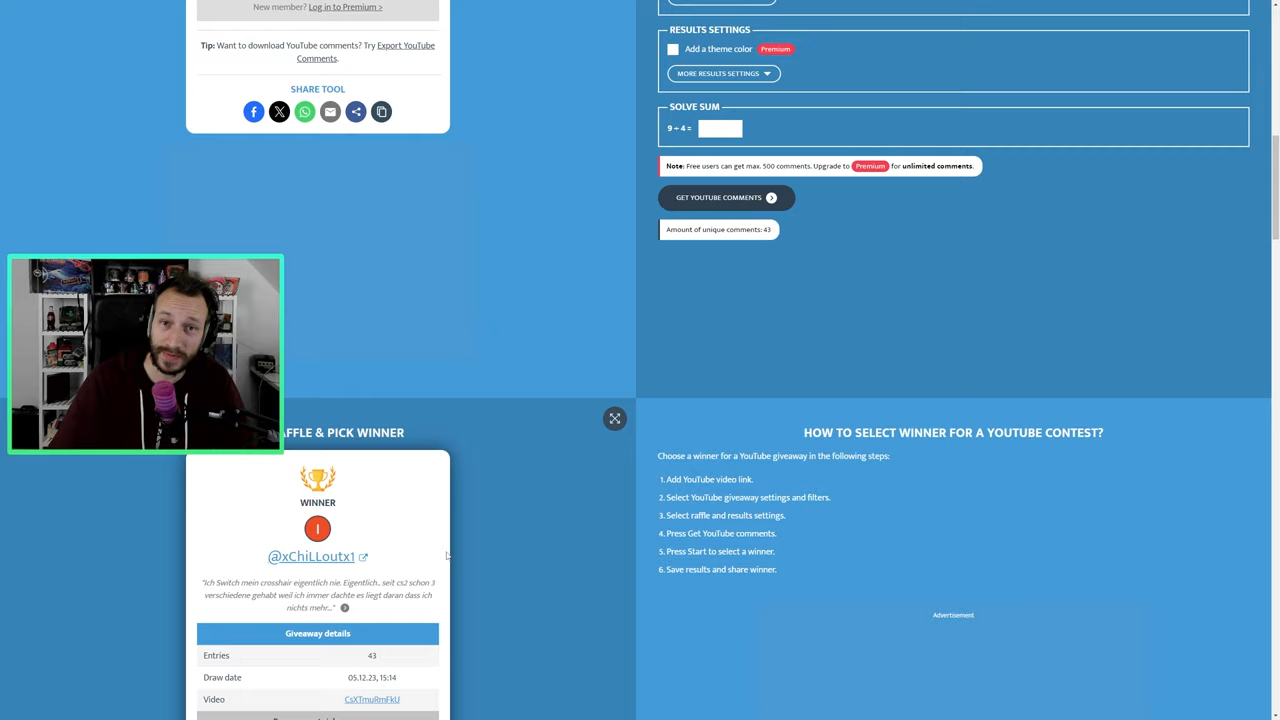 New member? Log in to Premium >
Tip: Want to download YouTube comments? Try Export YouTube
Comments.
SHARE TOOL
RESULTS SETTINGS
Add a theme color Premium
MORE RESULTS SETTINGS
SOLVE SUM
9 + 4 =
Note: Free users can get max. 500 comments. Upgrade to Premium for unlimited comments.
GET YOUTUBE COMMENTS
Amount of unique comments: 43
AFFLE & PICK WINNER
WINNER
I
@xChiLLoutx1
"Ich Switch mein crosshair eigentlich nie. Eigentlich.. seit cs2 schon 3
verschiedene gehabt weil ich immer dachte es liegt daran dass ich
nichts mehr..."
Giveaway details
Entries 43
Draw date 05.12.23, 15:14
Video CsXTmuRmFkU
HOW TO SELECT WINNER FOR A YOUTUBE CONTEST?
Choose a winner for a YouTube giveaway in the following steps:
1. Add YouTube video link.
2. Select YouTube giveaway settings and filters.
3. Select raffle and results settings.
4. Press Get YouTube comments.
5. Press Start to select a winner.
6. Save results and share winner.
Advertisement